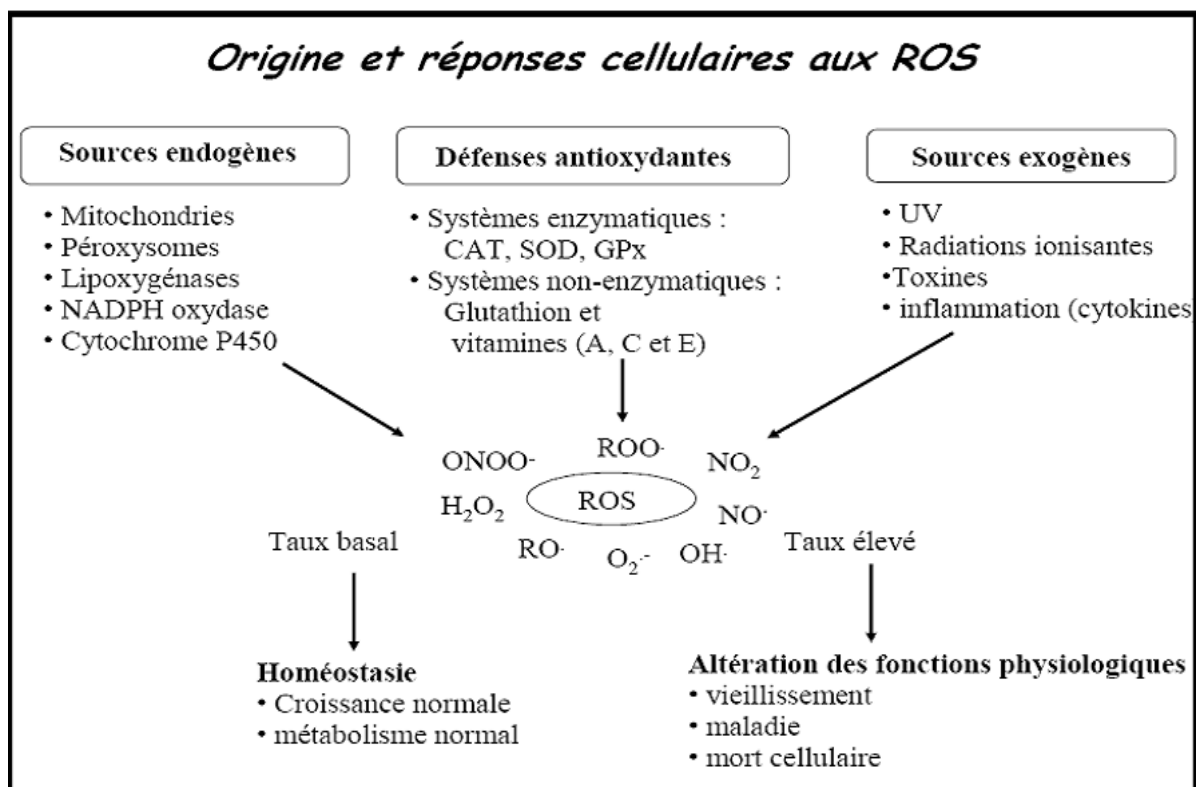 Origine et réponses cellulaires aux ROS
Sources endogènes
• Mitochondries
• Péroxysomes
• Lipoxygénases
• NADPH oxydase
• Cytochrome P450
Défenses antioxydantes
• Systèmes enzymatiques :
CAT, SOD, GPx
• Systèmes non-enzymatiques :
Glutathion et
vitamines (A, C et E)
Sources exogènes
• UV
• Radiations ionisantes
•Toxines
• inflammation (cytokines
ONOO-
ROO·
NO₂
H₂O₂
ROS
NO·
RO·
O₂·-
OH·
Taux basal
Taux élevé
Homéostasie
• Croissance normale
• métabolisme normal
Altération des fonctions physiologiques
• vieillissement
• maladie
• mort cellulaire